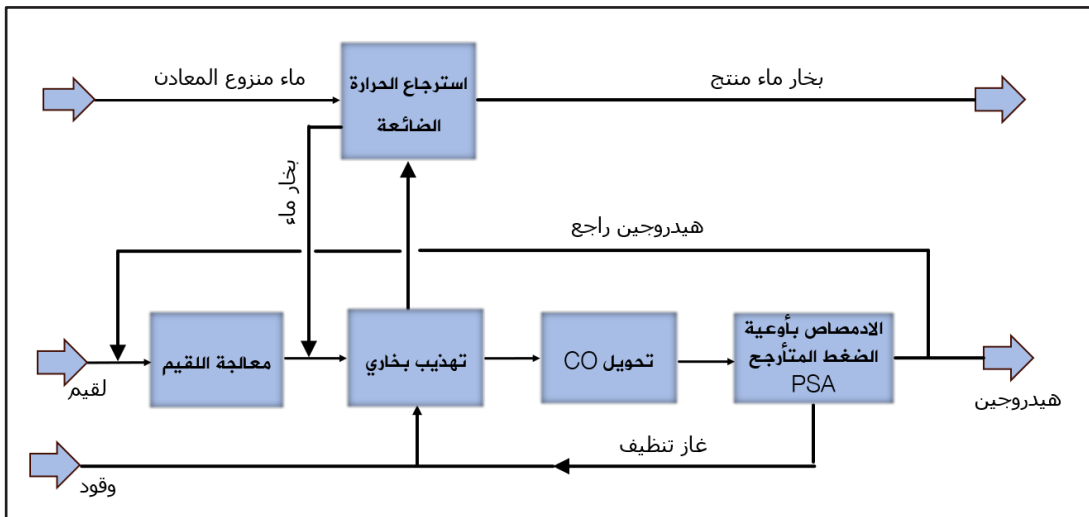 ماء منزوع المعادن
استرجاع الحرارة
الضائعة
بخار ماء منتج
بخار ماء
هيدروجين راجع
لقيم
معالجة اللقيم
تهذيب بخاري
تحويل CO
الادمصاص بأوعية
الضغط المتأرجح
PSA
هيدروجين
غاز تنظيف
وقود